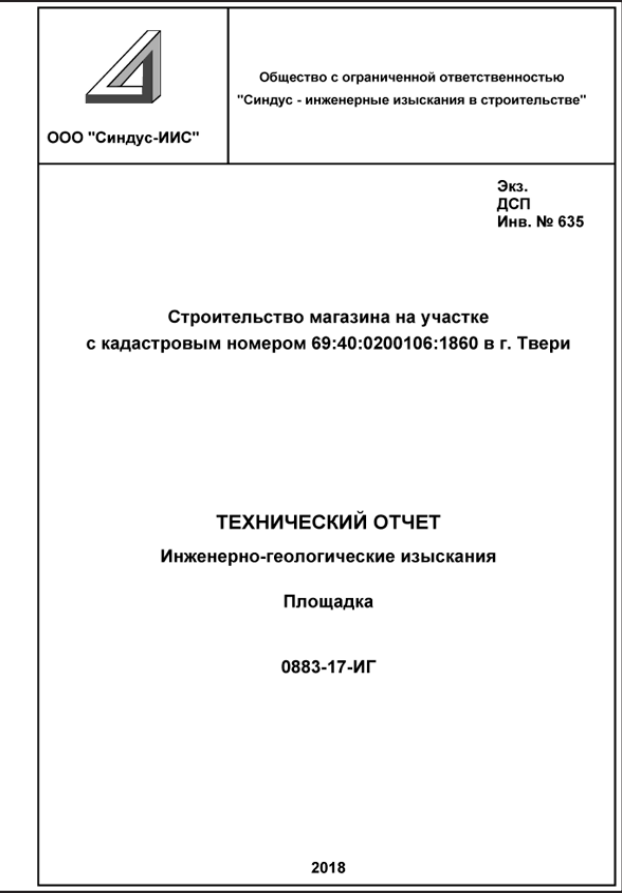 ООО "Синдус-ИИС"
Общество с ограниченной ответственностью
"Синдус - инженерные изыскания в строительстве"
Экз.
ДСП
Инв. № 635
Строительство магазина на участке
с кадастровым номером 69:40:0200106:1860 в г. Твери
ТЕХНИЧЕСКИЙ ОТЧЕТ
Инженерно-геологические изыскания
Площадка
0883-17-ИГ
2018